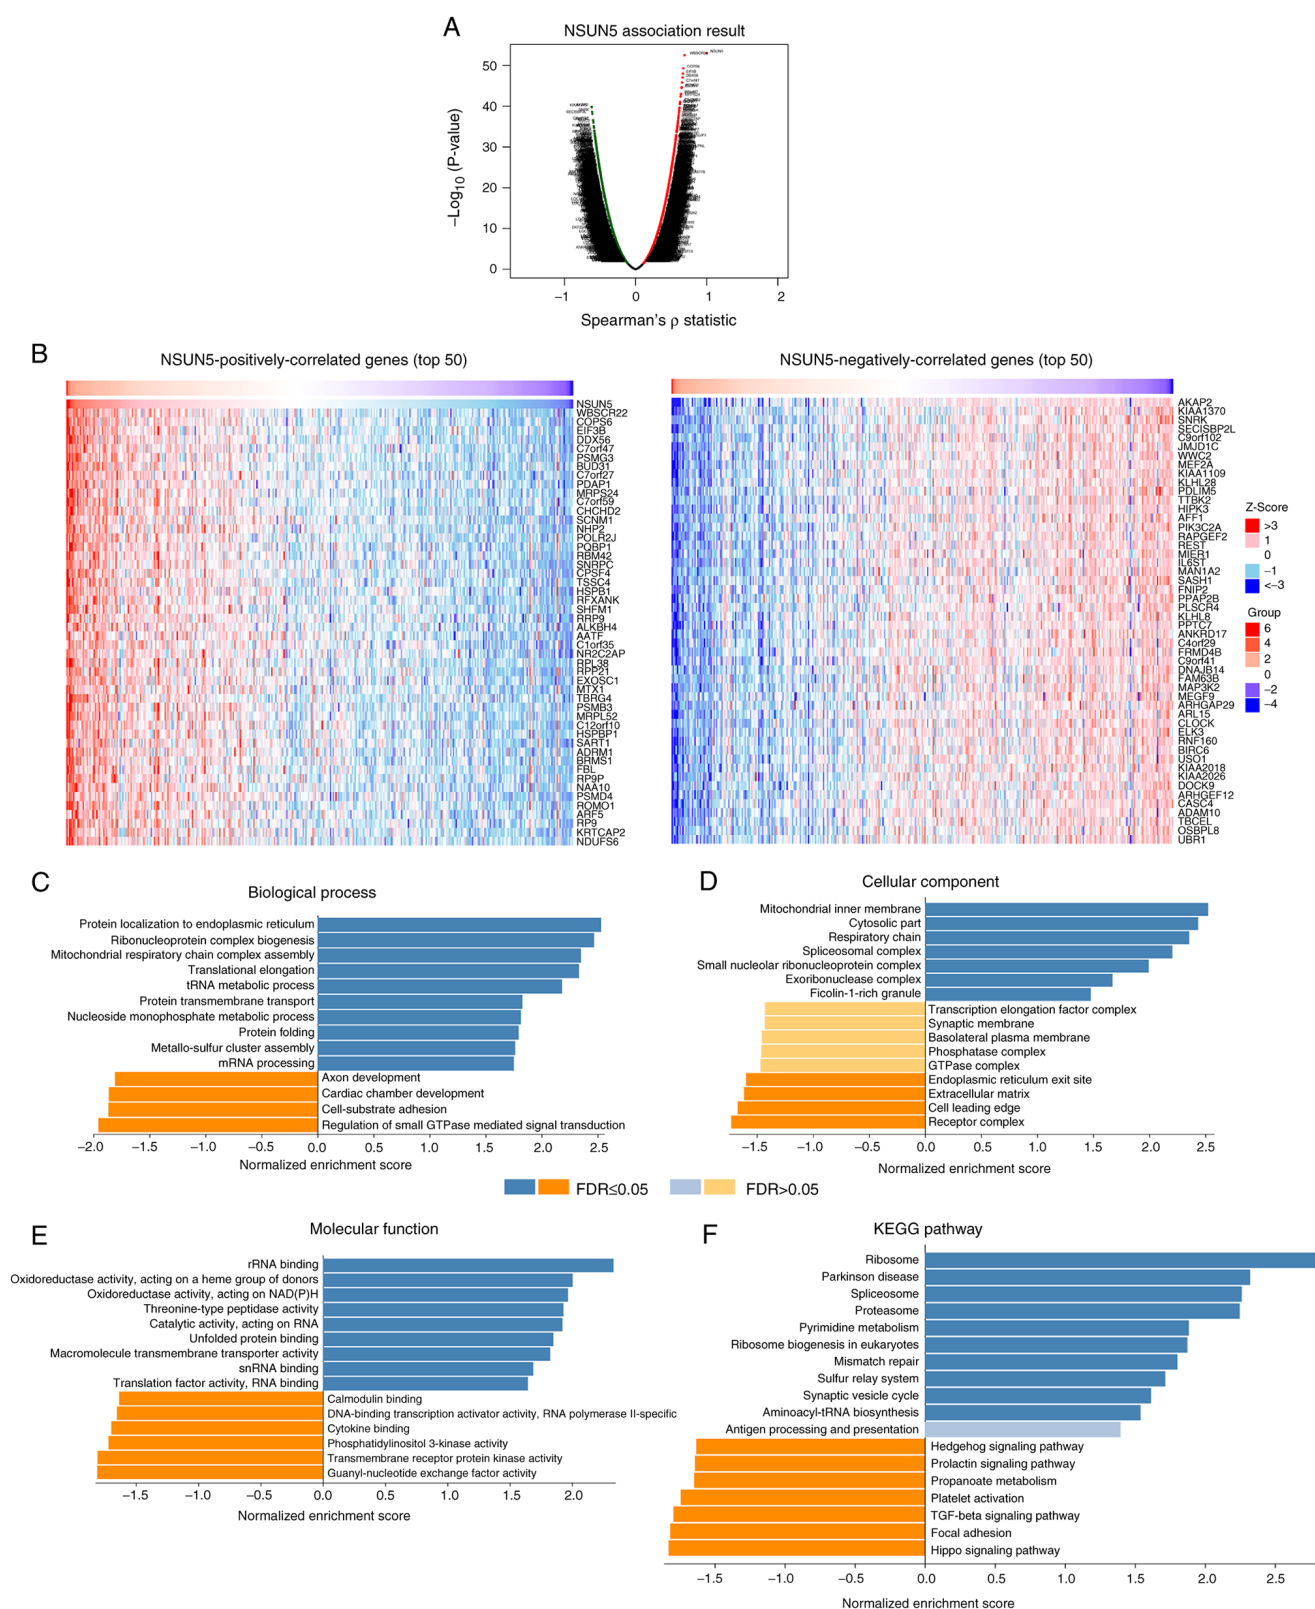 A
NSUN5 association result
50
40
30
20
10
0
−Log10 (P-value)
−1
0
1
2
Spearman's ρ statistic
B
NSUN5-positively-correlated genes (top 50)
NSUN5
WBSCR22
COPS6
EIF3B
DDX56
C7orf47
PSMG3
BUD31
C7orf27
PDAP1
MRPS24
C7orf59
CHCHD2
SCNM1
NHP2
POLR2J
PQBP1
RBM42
SNRPC
CPSF4
TSSC4
HSPB1
RFXANK
SHFM1
RRP9
ALKBH4
AATF
C1orf35
NR2C2AP
RPL38
RPP21
EXOSC1
MTX1
TBRG4
PSMB3
MRPL52
C12orf10
HSPBP1
SART1
ADRM1
BRMS1
FBL
RP9P
NAA10
PSMD4
ROMO1
ARF5
RP9
KRTCAP2
NDUFS6
NSUN5-negatively-correlated genes (top 50)
AKAP2
KIAA1370
SNRK
SECISBP2L
C9orf102
JMJD1C
WWC2
MEF2A
KIAA1109
KLHL28
PDLIM5
TTBK2
HIPK3
AFF1
PIK3C2A
RAPGEF2
REST
MIER1
IL6ST
MAN1A2
SASH1
FNIP2
PPAP2B
PLSCR4
KLHL8
PPTC7
ANKRD17
C4orf29
FRMD4B
C9orf41
DNAJB14
FAM63B
MAP3K2
MEGF9
ARHGAP29
ARL15
CLOCK
ELK3
RNF160
BIRC6
USO1
KIAA2018
KIAA2026
DOCK9
ARHGEF12
CASC4
ADAM10
TBCEL
OSBPL8
UBR1
Z-Score
>3
1
0
−1
<−3
Group
6
4
2
0
−2
−4
C
Biological process
Protein localization to endoplasmic reticulum
Ribonucleoprotein complex biogenesis
Mitochondrial respiratory chain complex assembly
Translational elongation
tRNA metabolic process
Protein transmembrane transport
Nucleoside monophosphate metabolic process
Protein folding
Metallo-sulfur cluster assembly
mRNA processing
Axon development
Cardiac chamber development
Cell-substrate adhesion
Regulation of small GTPase mediated signal transduction
−2.0 −1.5 −1.0 −0.5 0.0 0.5 1.0 1.5 2.0 2.5
Normalized enrichment score
D
Cellular component
Mitochondrial inner membrane
Cytosolic part
Respiratory chain
Spliceosomal complex
Small nucleolar ribonucleoprotein complex
Exoribonuclease complex
Ficolin-1-rich granule
Transcription elongation factor complex
Synaptic membrane
Basolateral plasma membrane
Phosphatase complex
GTPase complex
Endoplasmic reticulum exit site
Extracellular matrix
Cell leading edge
Receptor complex
−1.5 −1.0 −0.5 0.0 0.5 1.0 1.5 2.0 2.5
Normalized enrichment score
FDR≤0.05
FDR>0.05
E
Molecular function
rRNA binding
Oxidoreductase activity, acting on a heme group of donors
Oxidoreductase activity, acting on NAD(P)H
Threonine-type peptidase activity
Catalytic activity, acting on RNA
Unfolded protein binding
Macromolecule transmembrane transporter activity
snRNA binding
Translation factor activity, RNA binding
Calmodulin binding
DNA-binding transcription activator activity, RNA polymerase II-specific
Cytokine binding
Phosphatidylinositol 3-kinase activity
Transmembrane receptor protein kinase activity
Guanyl-nucleotide exchange factor activity
−1.5 −1.0 −0.5 0.0 0.5 1.0 1.5 2.0
Normalized enrichment score
F
KEGG pathway
Ribosome
Parkinson disease
Spliceosome
Proteasome
Pyrimidine metabolism
Ribosome biogenesis in eukaryotes
Mismatch repair
Sulfur relay system
Synaptic vesicle cycle
Aminoacyl-tRNA biosynthesis
Antigen processing and presentation
Hedgehog signaling pathway
Prolactin signaling pathway
Propanoate metabolism
Platelet activation
TGF-beta signaling pathway
Focal adhesion
Hippo signaling pathway
−1.5 −1.0 −0.5 0.0 0.5 1.0 1.5 2.0 2.5
Normalized enrichment score